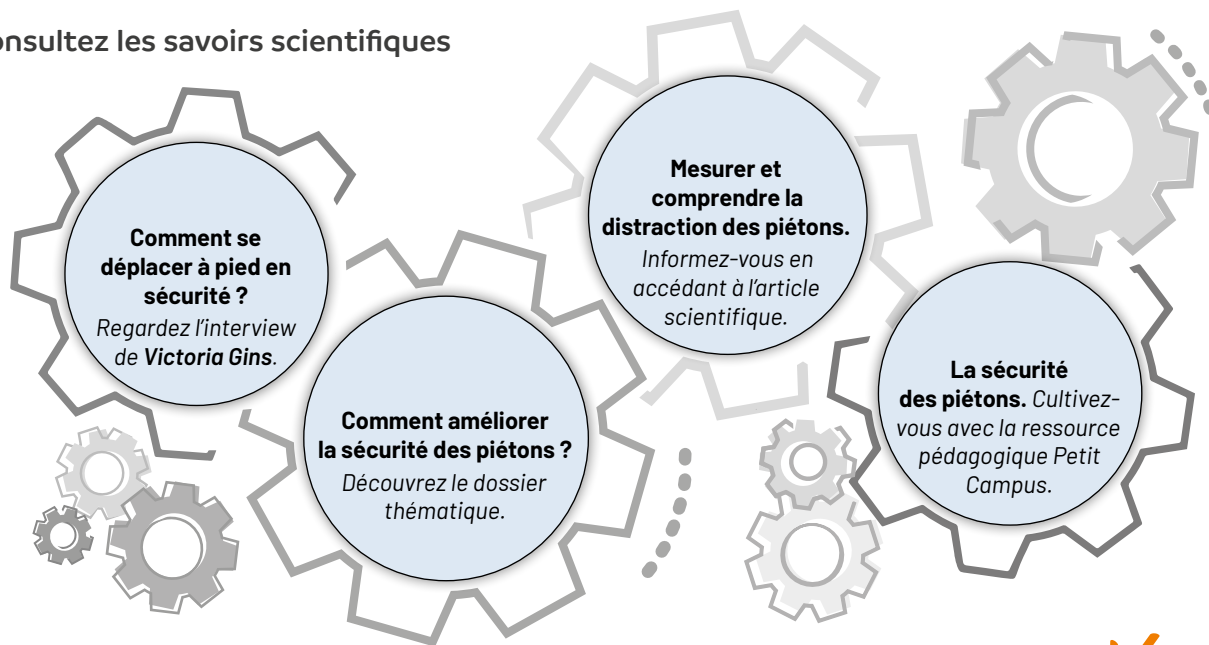 onsultez les savoirs scientifiques
Comment se
déplacer à pied en
sécurité ?
Regardez l'interview
de Victoria Gins.
Comment améliorer
la sécurité des piétons ?
Découvrez le dossier
thématique.
Mesurer et
comprendre la
distraction des piétons.
Informez-vous en
accédant à l'article
scientifique.
La sécurité
des piétons. Cultivez-
vous avec la ressource
pédagogique Petit
Campus.